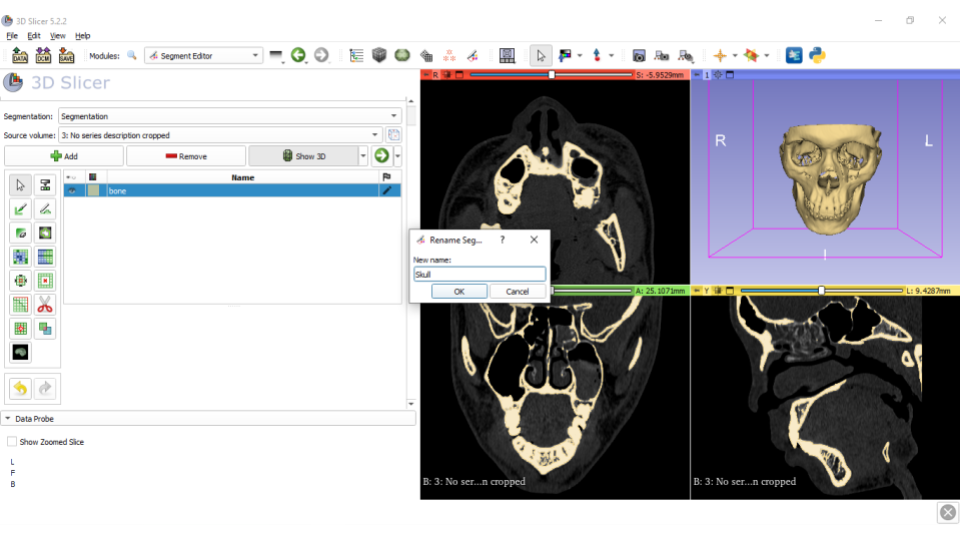 3D Slicer 5.2.2
File Edit View Help
DATA DCM SAVE Modules: Segment Editor
R S: -5.9529mm 1
3D Slicer
Segmentation: Segmentation
Source volume: 3: No series description cropped
Add Remove Show 3D
Name
bone
R L
I
Rename Seg... ?
New name:
Skull
OK Cancel
A: 25.1071mm Y L: 9.4287mm
Data Probe
Show Zoomed Slice
L
F
B
B: 3: No ser...n cropped B: 3: No ser...n cropped